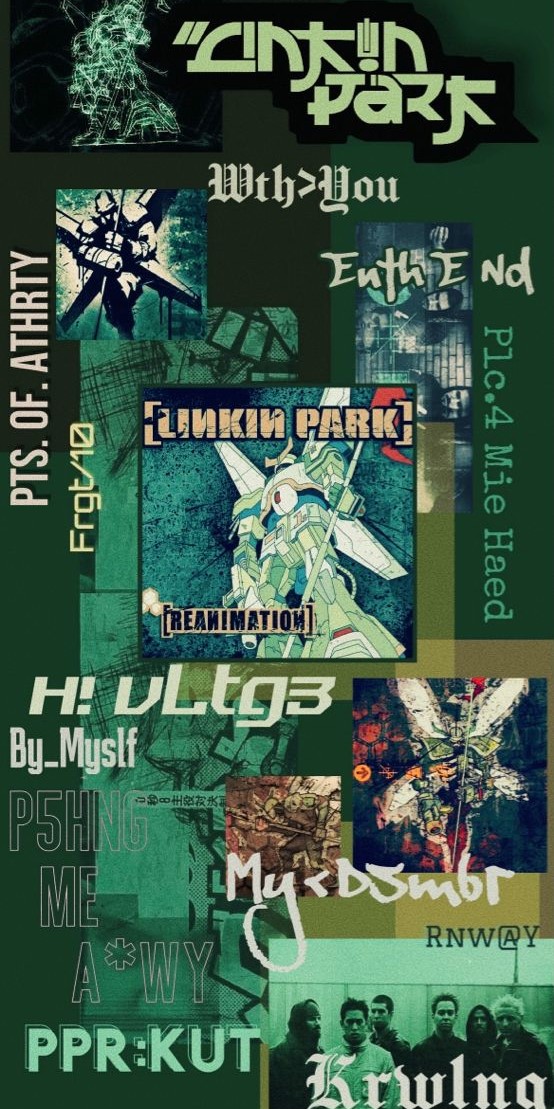 "LINKIN
PARK
Wth>You
Enth E Nd
PTS. OF. ATHRTY
Plc.4 Mie Haed
Frgt/10
[LINKIN PARK]
[REANIMATION]
H! vLtg3
By_Myslf
P5HNG
ME
A*WY
My<DSmbr
RNW@Y
PPR:KUT
Krwlng